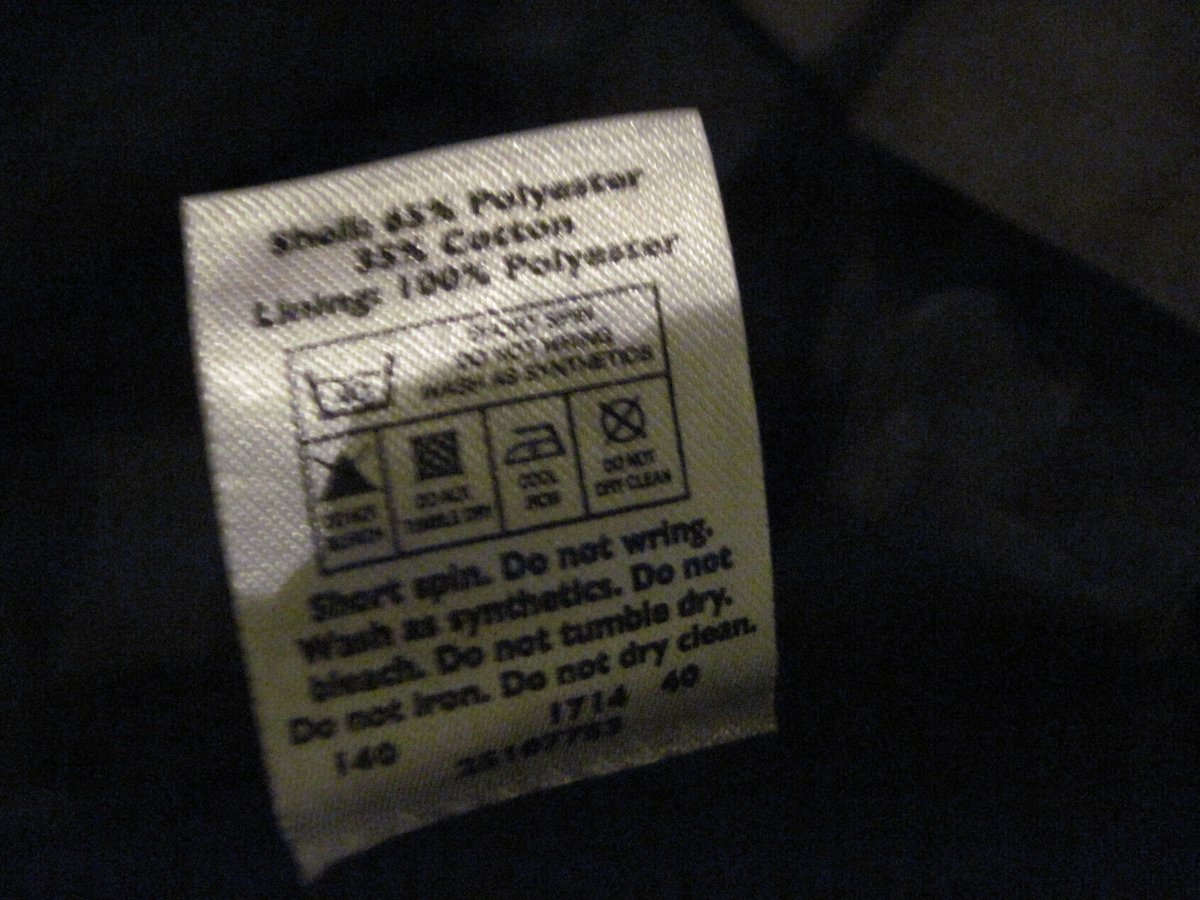 Shell: 65% Polyester
35% Cotton
Lining: 100% Polyester
SHORT SPIN
DO NOT WRING
WASH AS SYNTHETICS
DO NOT
BLEACH
DO NOT
TUMBLE DRY
COOL
IRON
DO NOT
DRY CLEAN
Short spin. Do not wring.
Wash as synthetics. Do not
bleach. Do not tumble dry.
Do not iron. Do not dry clean.
140 1714 40